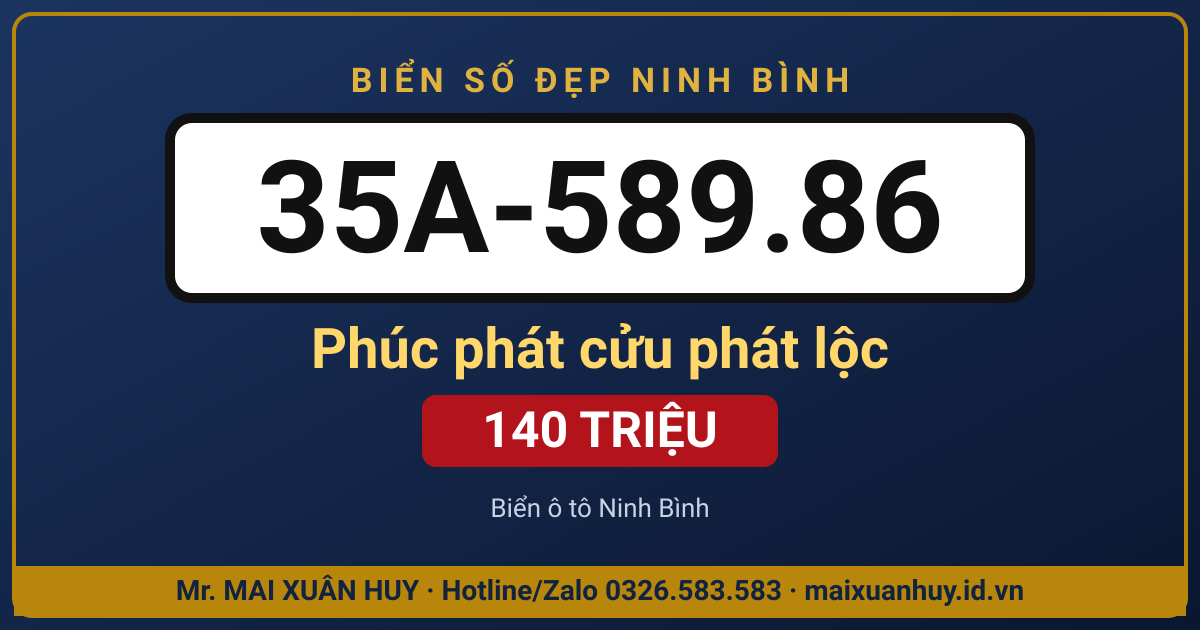 BIỂN SỐ ĐẸP NINH BÌNH
35A-589.86
Phúc phát cửu phát lộc
140 TRIỆU
Biển ô tô Ninh Bình
Mr. MAI XUÂN HUY · Hotline/Zalo 0326.583.583 · maixuanhuy.id.vn